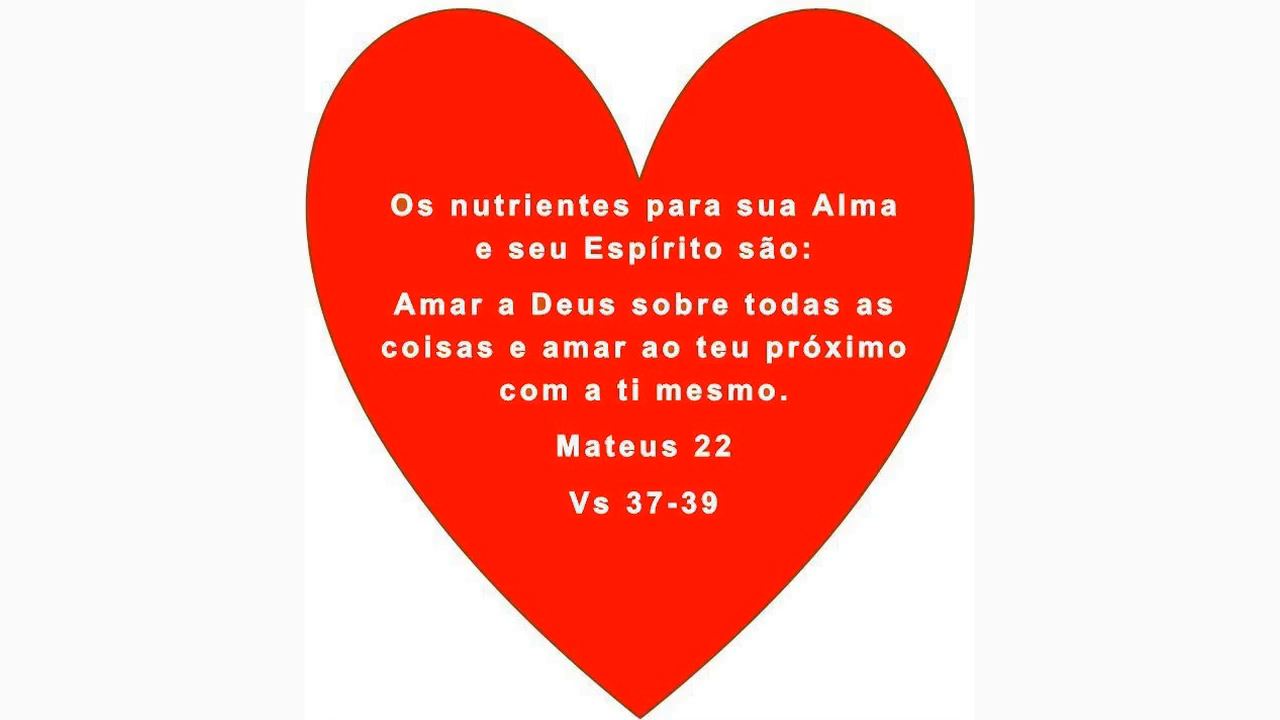 Os nutrientes para sua Alma
e seu Espírito são:
Amar a Deus sobre todas as
coisas e amar ao teu próximo
com a ti mesmo.
Mateus 22
Vs 37-39